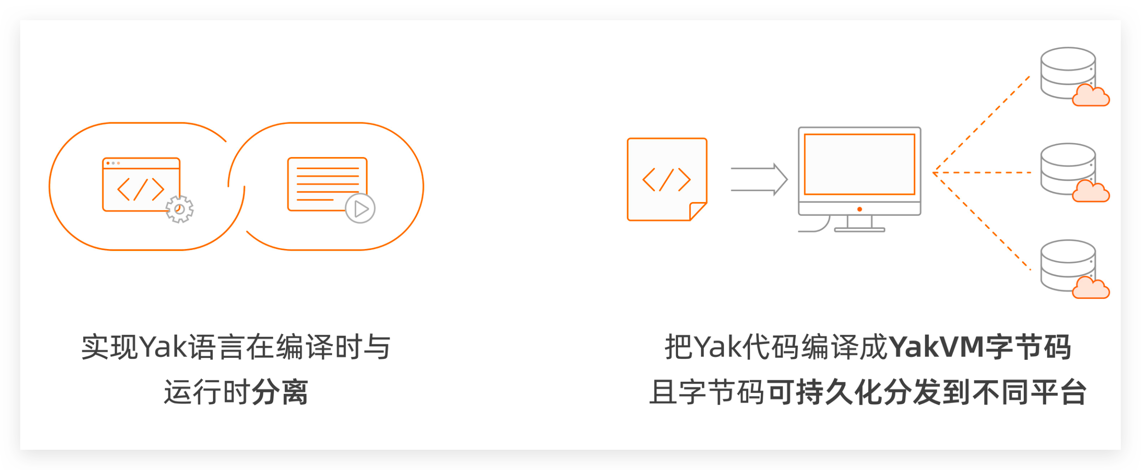 实现Yak语言在编译时与
运行时分离
把Yak代码编译成YakVM字节码
且字节码可持久化分发到不同平台